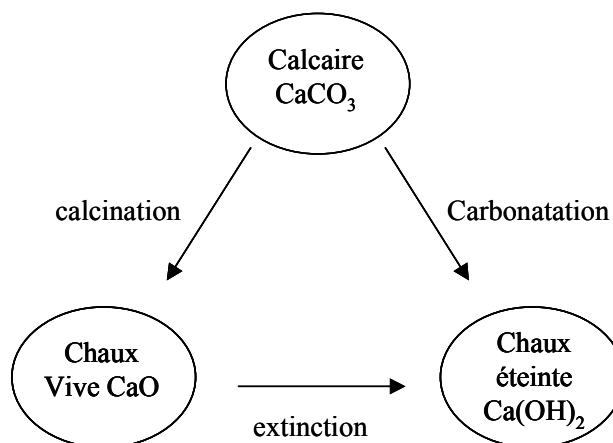 Calcaire
CaCO₃
calcination
Carbonatation
Chaux
Vive CaO
extinction
Chaux
éteinte
Ca(OH)₂